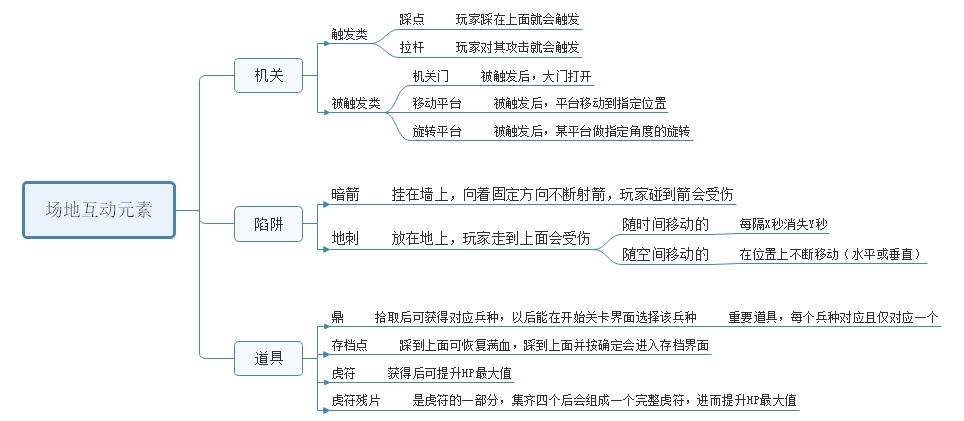 场地互动元素
机关
触发类
踩点 玩家踩在上面就会触发
拉杆 玩家对其攻击就会触发
被触发类
机关门 被触发后，大门打开
移动平台 被触发后，平台移动到指定位置
旋转平台 被触发后，某平台做指定角度的旋转
陷阱
暗箭 挂在墙上，向着固定方向不断射箭，玩家碰到箭会受伤
地刺 放在地上，玩家走到上面会受伤
随时间移动的 每隔X秒消失Y秒
随空间移动的 在位置上不断移动（水平或垂直）
道具
鼎 拾取后可获得对应兵种，以后能在开始关卡界面选择该兵种 重要道具，每个兵种对应且仅对应一个
存档点 踩到上面可恢复满血，踩到上面并按确定会进入存档界面
虎符 获得后可提升HP最大值
虎符残片 是虎符的一部分，集齐四个后会组成一个完整虎符，进而提升HP最大值